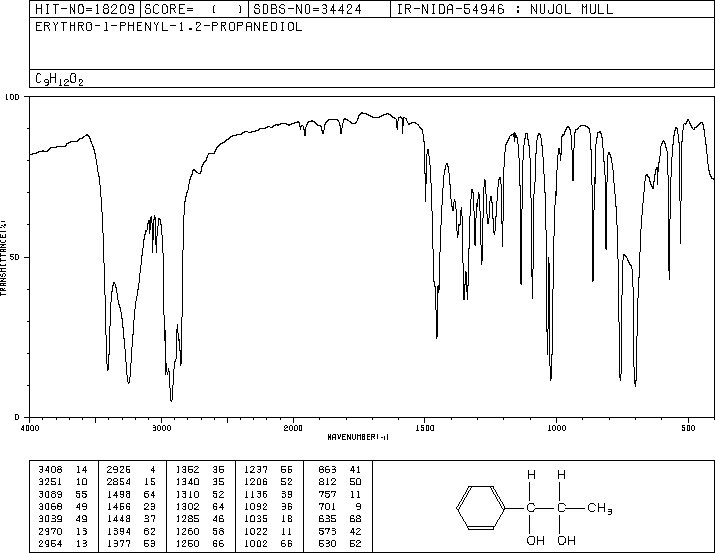 HIT-NO=18209 SCORE= ( ) SDBS-NO=34424 IR-NIDA-54946 : NUJOL MULL
ERYTHRO-1-PHENYL-1,2-PROPANEDIOL
C9H12O2
100
50
0
TRANSMITTANCE(%)
4000 3000 2000 1500 1000 500
WAVENUMBER(-1)
3408 14 2925 4 1352 35 1237 55 863 41
3251 10 2854 15 1340 35 1206 52 812 50
3089 55 1498 64 1310 52 1136 39 757 11
3068 49 1456 23 1302 64 1092 36 701 9
3039 49 1448 37 1285 46 1035 18 635 68
2970 13 1394 62 1260 58 1022 11 573 42
2954 13 1377 53 1250 66 1002 66 530 52
H H
C C CH3
OH OH